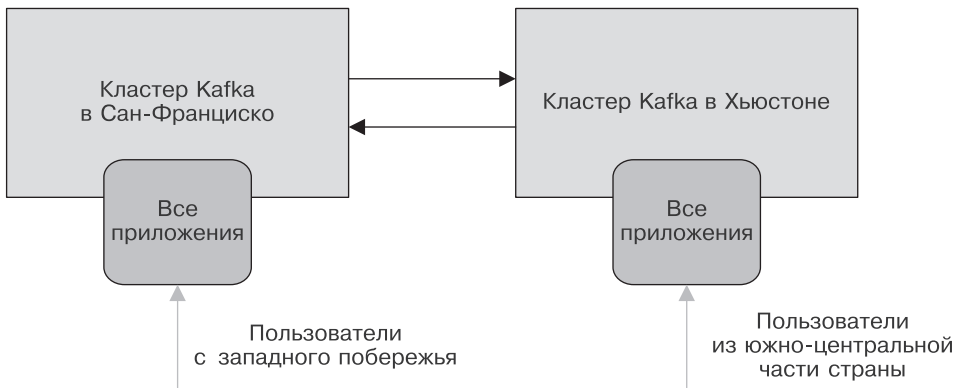 Кластер Kafka
в Сан-Франциско
Кластер Kafka в Хьюстоне
Все
приложения
Все
приложения
Пользователи
с западного побережья
Пользователи
из южно-центральной
части страны